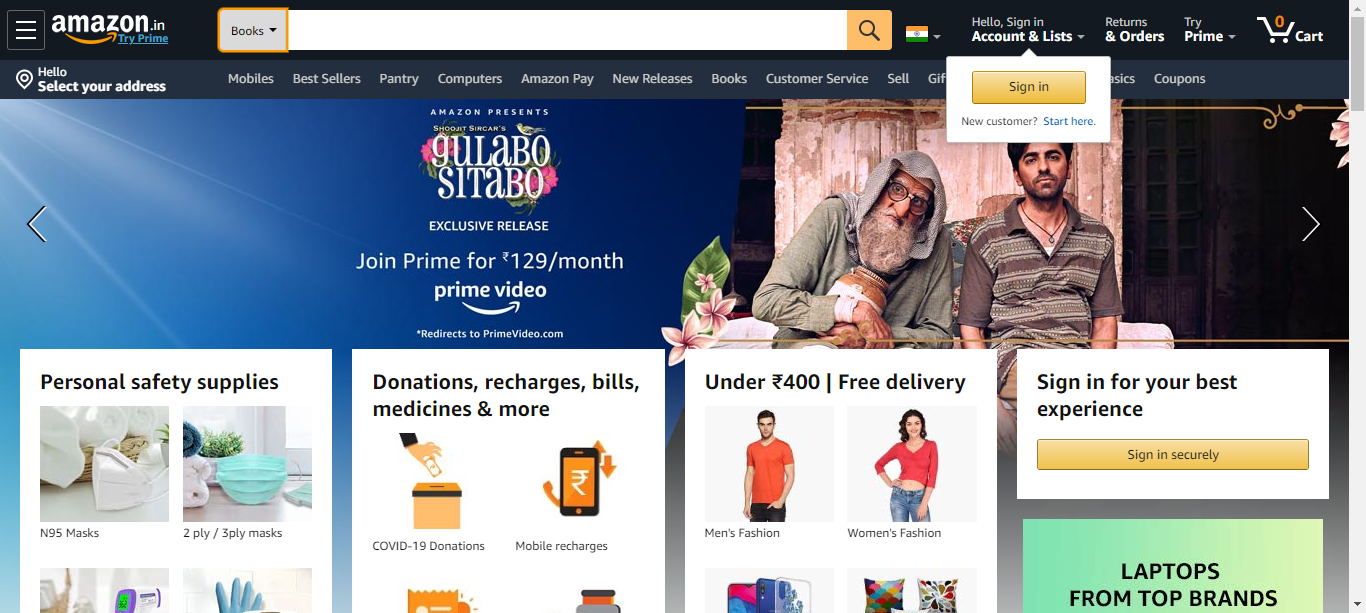 amazon.in
Try Prime
Books
Hello, Sign in
Account & Lists
Returns
& Orders
Try
Prime
0
Cart
Hello
Select your address
Mobiles
Best Sellers
Pantry
Computers
Amazon Pay
New Releases
Books
Customer Service
Sell
Gif
asics
Coupons
Sign in
New customer? Start here.
AMAZON PRESENTS
SHOOJIT SIRCAR'S
GULABO
SITABO
EXCLUSIVE RELEASE
Join Prime for ₹129/month
prime video
*Redirects to PrimeVideo.com
Personal safety supplies
N95 Masks
2 ply / 3ply masks
Donations, recharges, bills,
medicines & more
₹
COVID-19 Donations
Mobile recharges
Under ₹400 | Free delivery
Men's Fashion
Women's Fashion
Sign in for your best
experience
Sign in securely
LAPTOPS
FROM TOP BRANDS